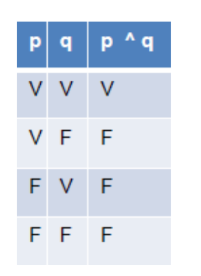 p q p ^ q
V V V
V F F
F V F
F F F